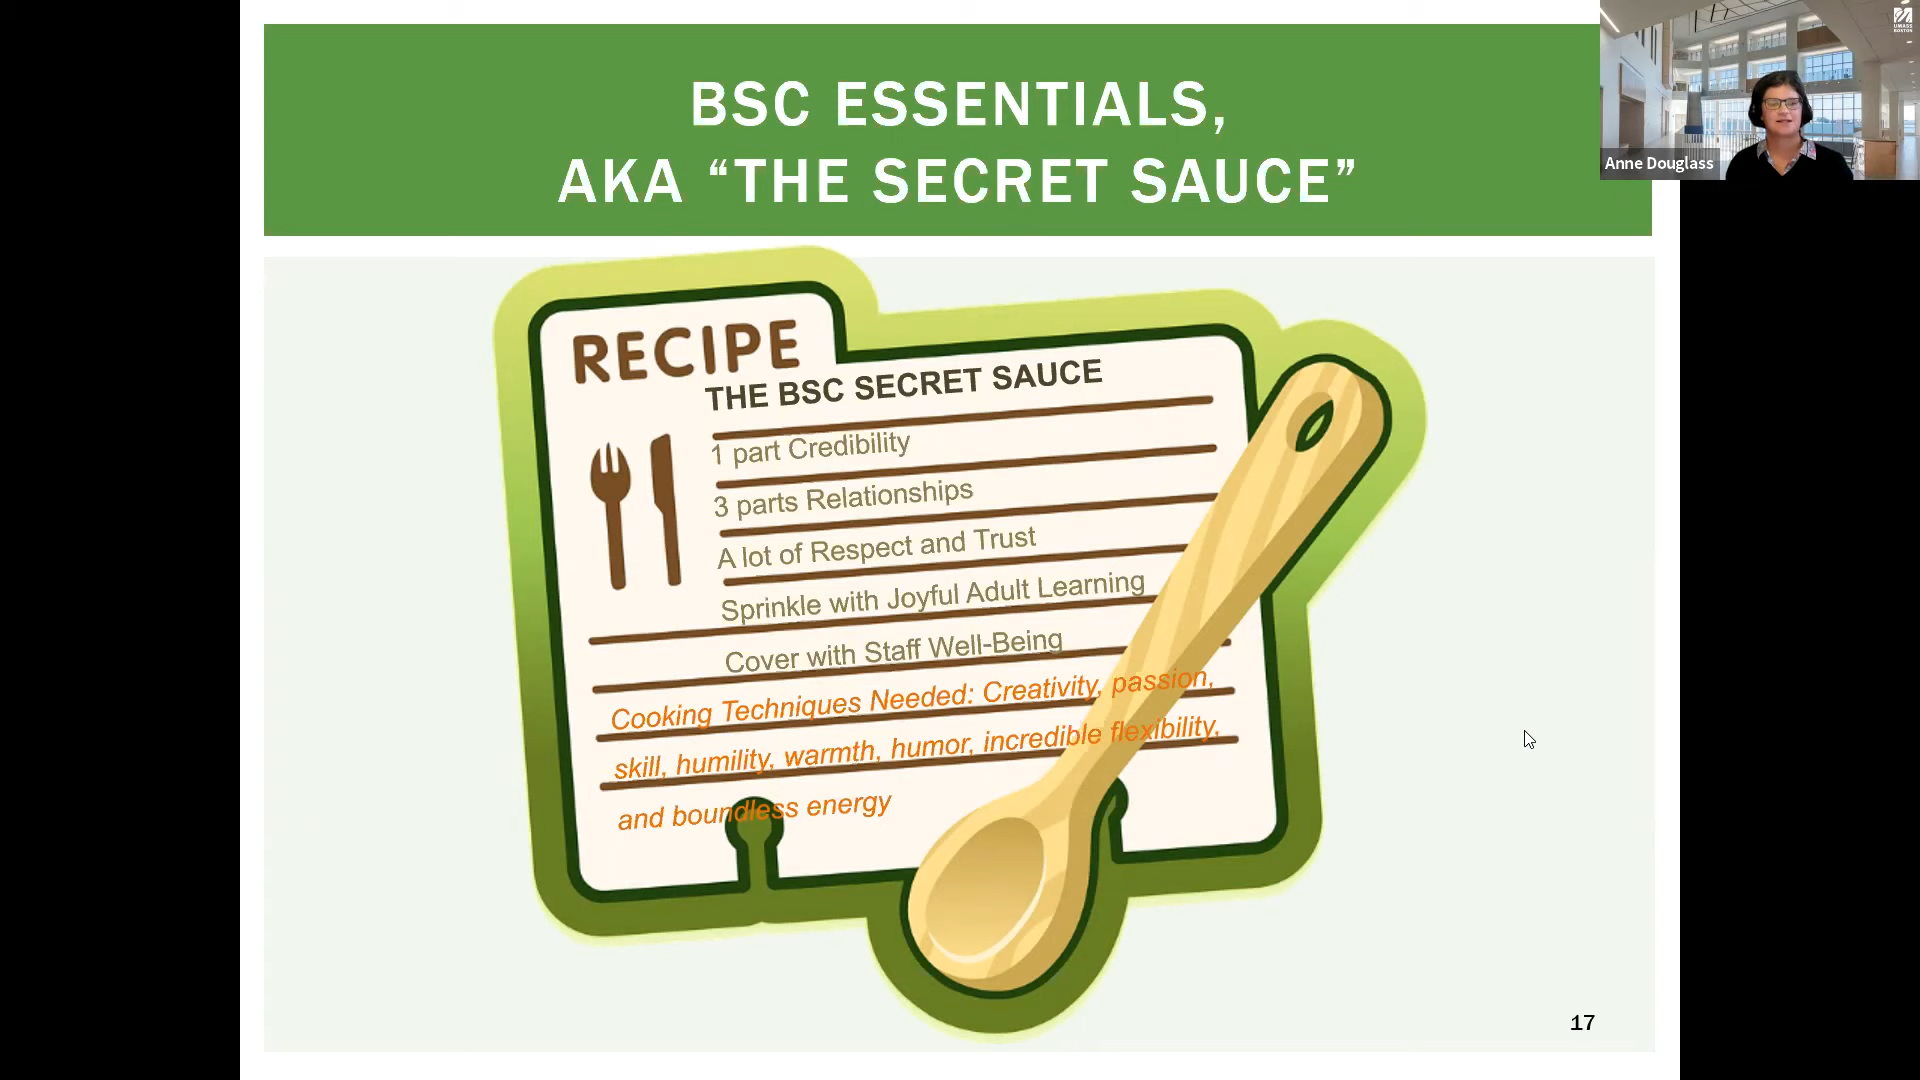 BSC ESSENTIALS,
AKA “THE SECRET SAUCE”
UMASS
BOSTON
Anne Douglass
RECIPE
THE BSC SECRET SAUCE
1 part Credibility
3 parts Relationships
A lot of Respect and Trust
Sprinkle with Joyful Adult Learning
Cover with Staff Well-Being
Cooking Techniques Needed: Creativity, passion,
skill, humility, warmth, humor, incredible flexibility,
and boundless energy
17